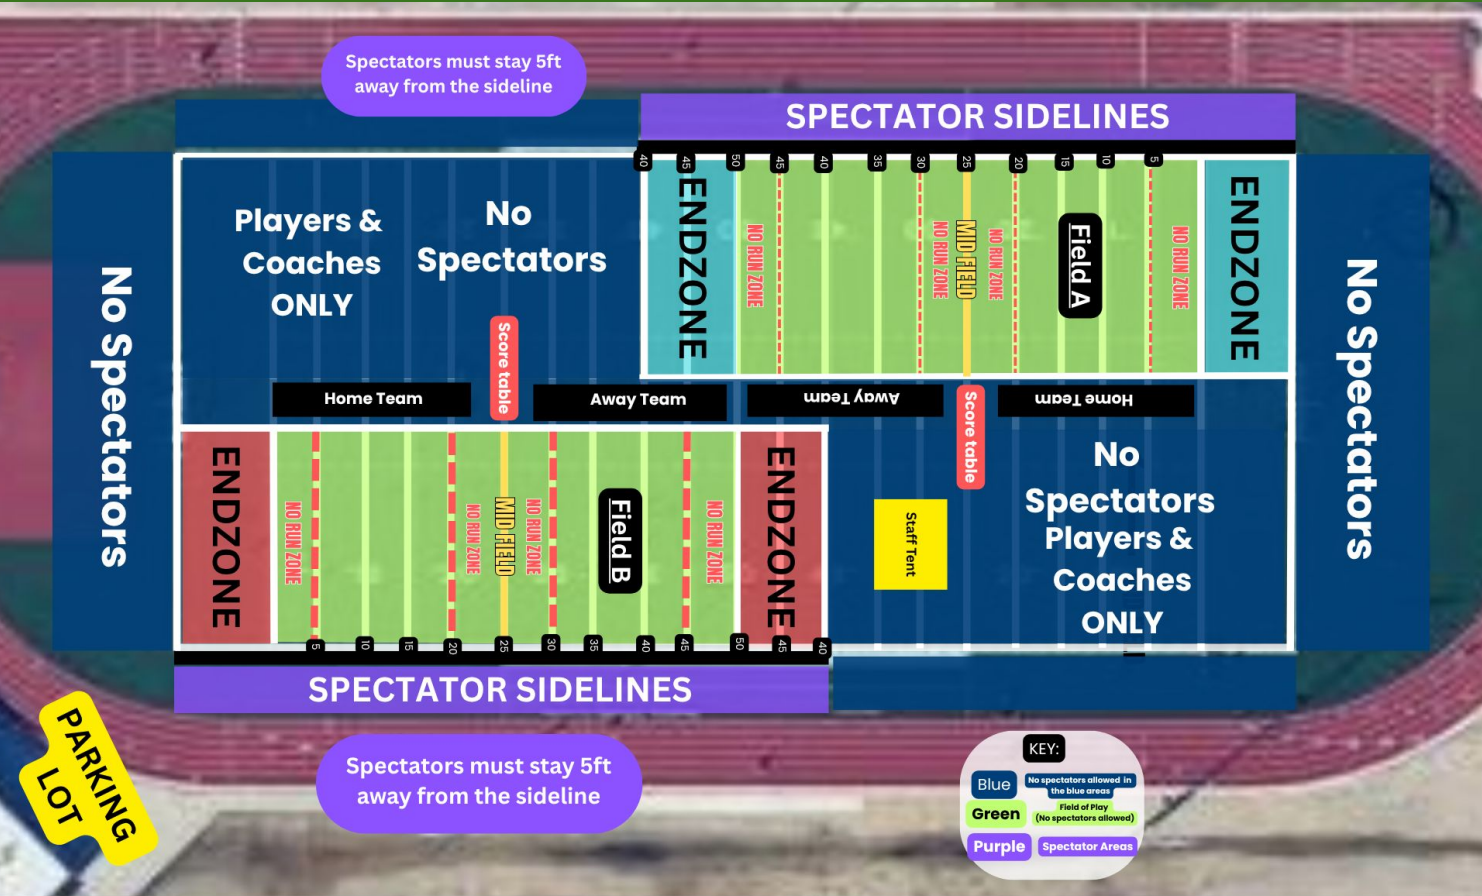 Spectators must stay 5ft
away from the sideline
SPECTATOR SIDELINES
40
45
50
45
40
35
30
25
20
15
10
5
No Spectators
Players &
Coaches
ONLY
No
Spectators
ENDZONE
NO RUN ZONE
NO RUN ZONE
MID FIELD
NO RUN ZONE
Field A
NO RUN ZONE
ENDZONE
No Spectators
Home Team
Score table
Away Team
Away Team
Score table
Home Team
ENDZONE
NO RUN ZONE
NO RUN ZONE
MID FIELD
NO RUN ZONE
Field B
NO RUN ZONE
ENDZONE
Staff Tent
No
Spectators
Players &
Coaches
ONLY
5
10
15
20
25
30
35
40
45
50
45
40
SPECTATOR SIDELINES
Spectators must stay 5ft
away from the sideline
PARKING
LOT
KEY:
Blue
No spectators allowed in
the blue areas
Green
Field of Play
(No spectators allowed)
Purple
Spectator Areas